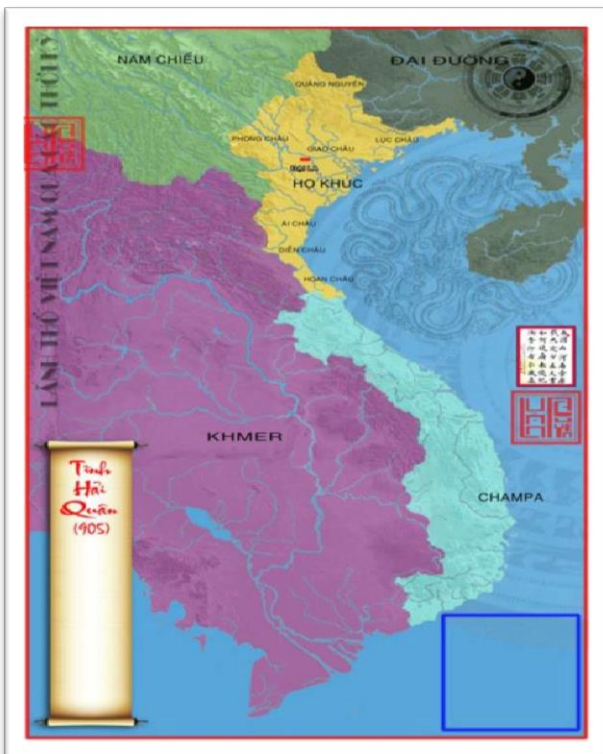 LÃNH THỔ VIỆT NAM QUA CÁC THỜI KỲ
NAM CHIẾU
ĐẠI ĐƯỜNG
QUẢNG NGUYÊN
PHONG CHÂU
GIAO CHÂU
LỤC CHÂU
HỌ KHÚC
ÁI CHÂU
DIỄN CHÂU
HOAN CHÂU
KHMER
CHAMPA
Tĩnh
Hải
Quân
(905)